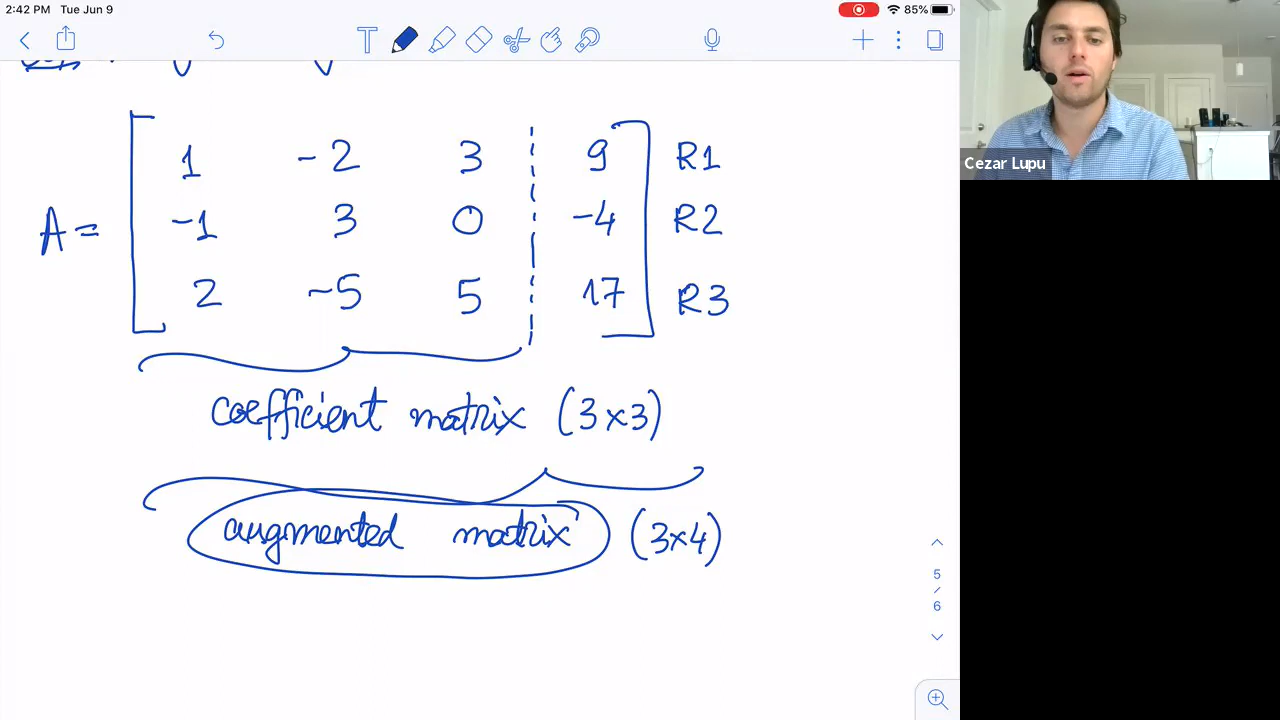 2:42 PM Tue Jun 9
85%
T
1 -2 3 9 R1
A = -1 3 0 -4 R2
2 -5 5 17 R3
coefficient matrix (3x3)
augmented matrix (3x4)
5
/
6
Cezar Lupu